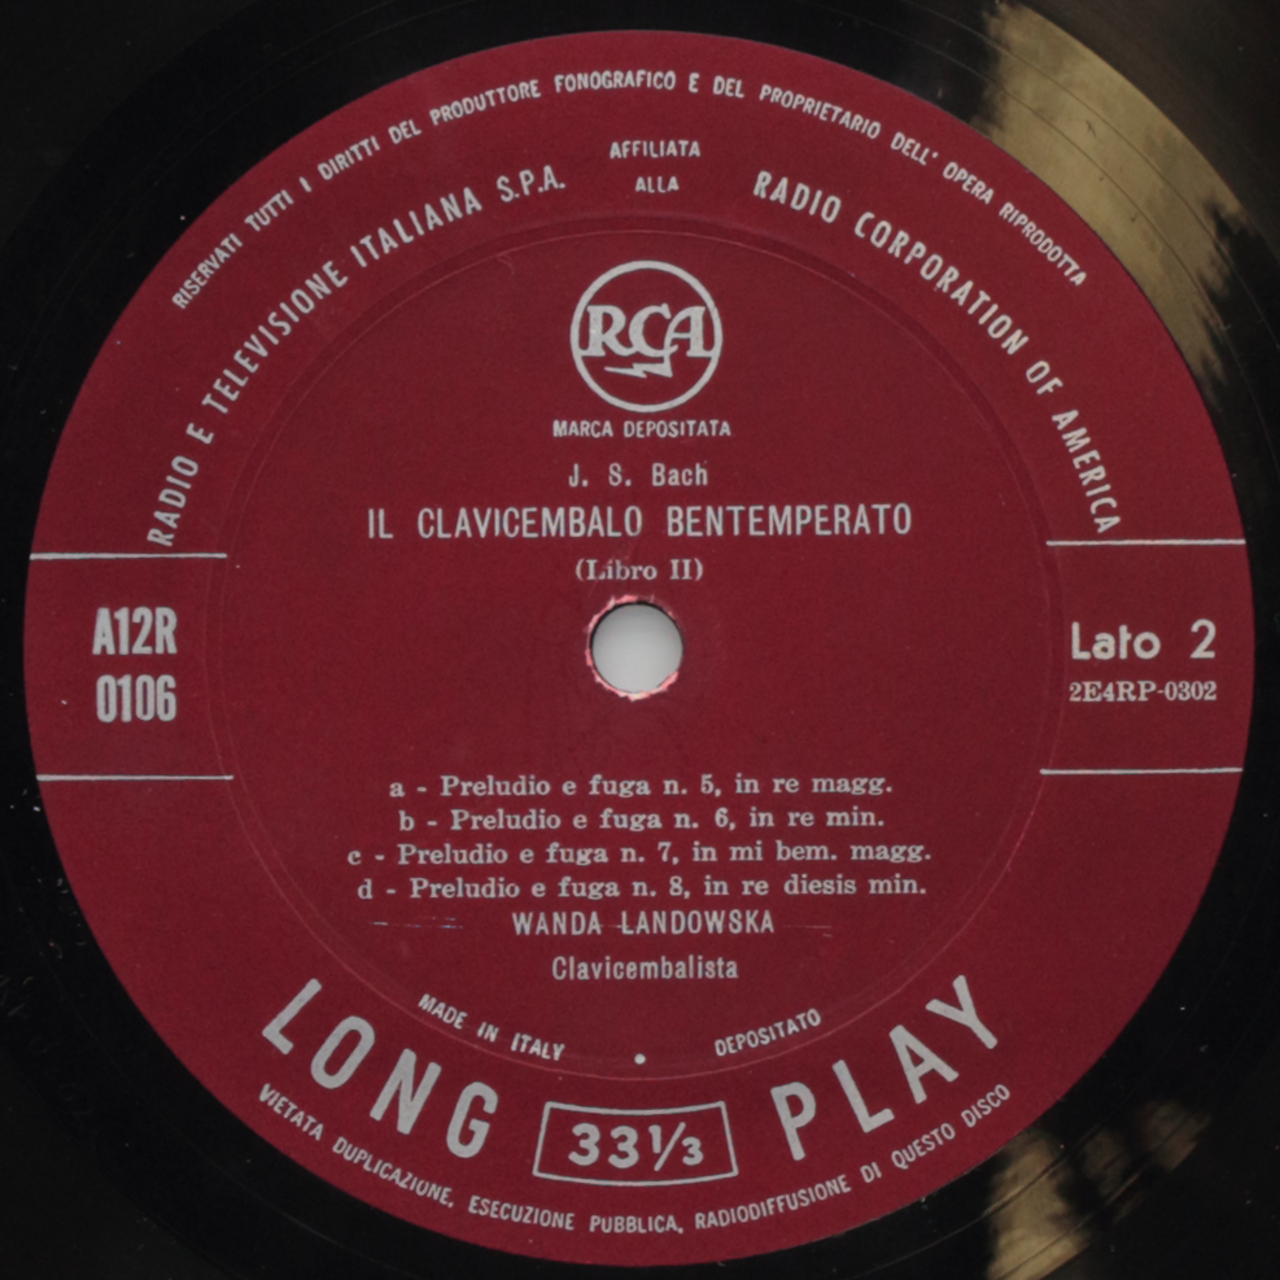 RISERVATI TUTTI I DIRITTI DEL PRODUTTORE FONOGRAFICO E DEL PROPRIETARIO DELL' OPERA RIPRODOTTA
RADIO E TELEVISIONE ITALIANA S.P.A.
AFFILIATA
ALLA
RADIO CORPORATION OF AMERICA
RCA
MARCA DEPOSITATA
J. S. Bach
IL CLAVICEMBALO BENTEMPERATO
(Libro II)
A12R
0106
Lato 2
2E4RP-0302
a - Preludio e fuga n. 5, in re magg.
b - Preludio e fuga n. 6, in re min.
c - Preludio e fuga n. 7, in mi bem. magg.
d - Preludio e fuga n. 8, in re diesis min.
WANDA LANDOWSKA
Clavicembalista
MADE IN ITALY • DEPOSITATO
LONG 33⅓ PLAY
VIETATA DUPLICAZIONE, ESECUZIONE PUBBLICA, RADIODIFFUSIONE DI QUESTO DISCO